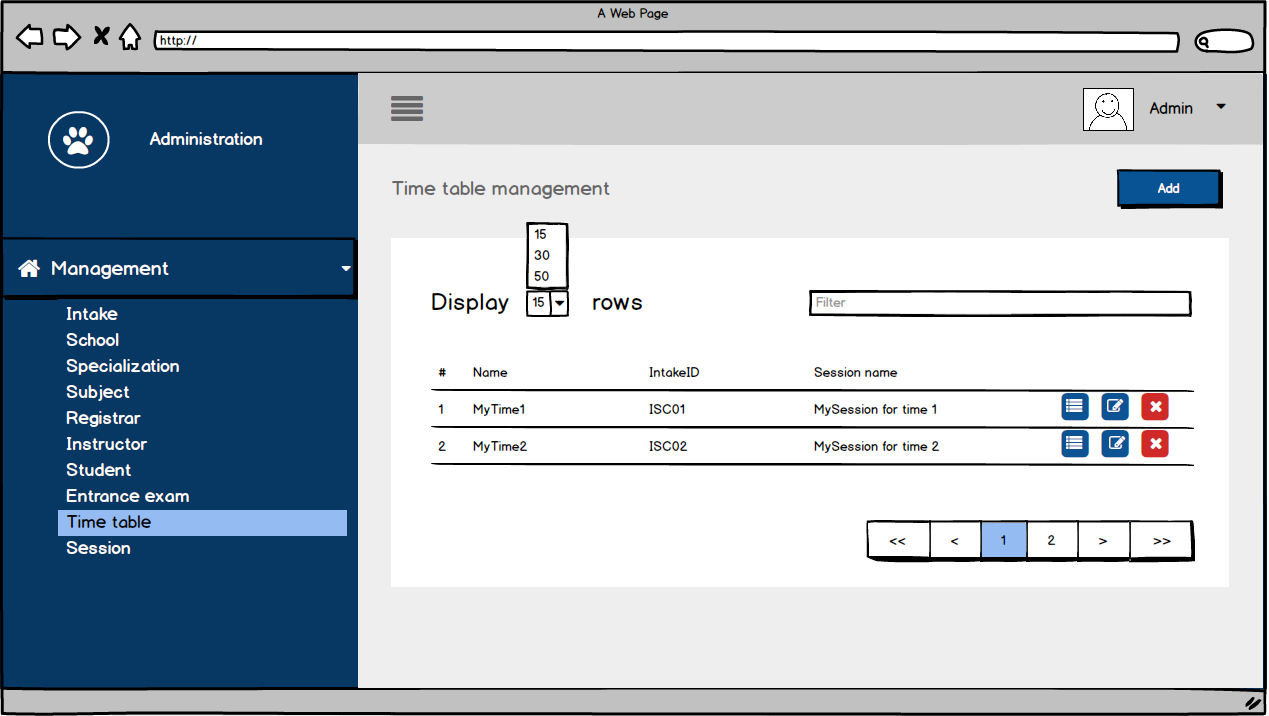 A Web Page
http://
Administration
Admin
Time table management
Add
Management
Intake
School
Specialization
Subject
Registrar
Instructor
Student
Entrance exam
Time table
Session
15
30
50
Display 15 rows
Filter
# Name IntakeID Session name
1 MyTime1 ISC01 MySession for time 1
2 MyTime2 ISC02 MySession for time 2
<< < 1 2 > >>